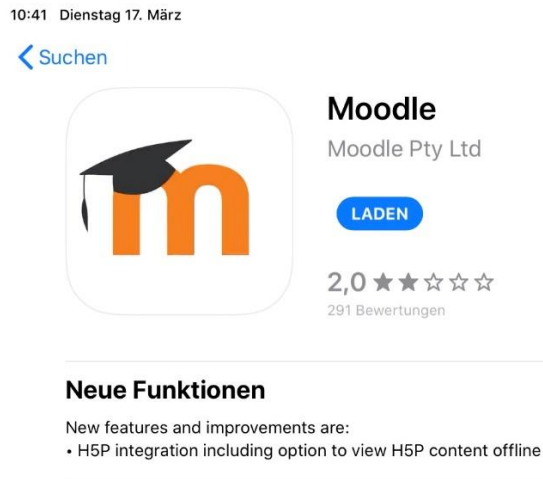 10:41 Dienstag 17. März
Suchen
Moodle
Moodle Pty Ltd
LADEN
2,0
291 Bewertungen
Neue Funktionen
New features and improvements are:
• H5P integration including option to view H5P content offline